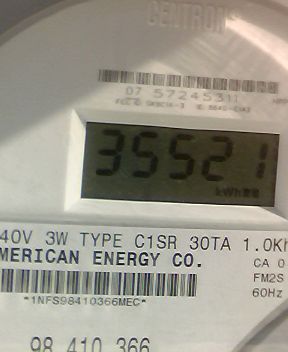 CENTRON
07 57245311
35521
kWh
40V 3W TYPE C1SR 30TA 1.0Kh
MERICAN ENERGY CO.
CA 0
FM2S
60Hz
*1NFS98410366MEC*
98 410 366